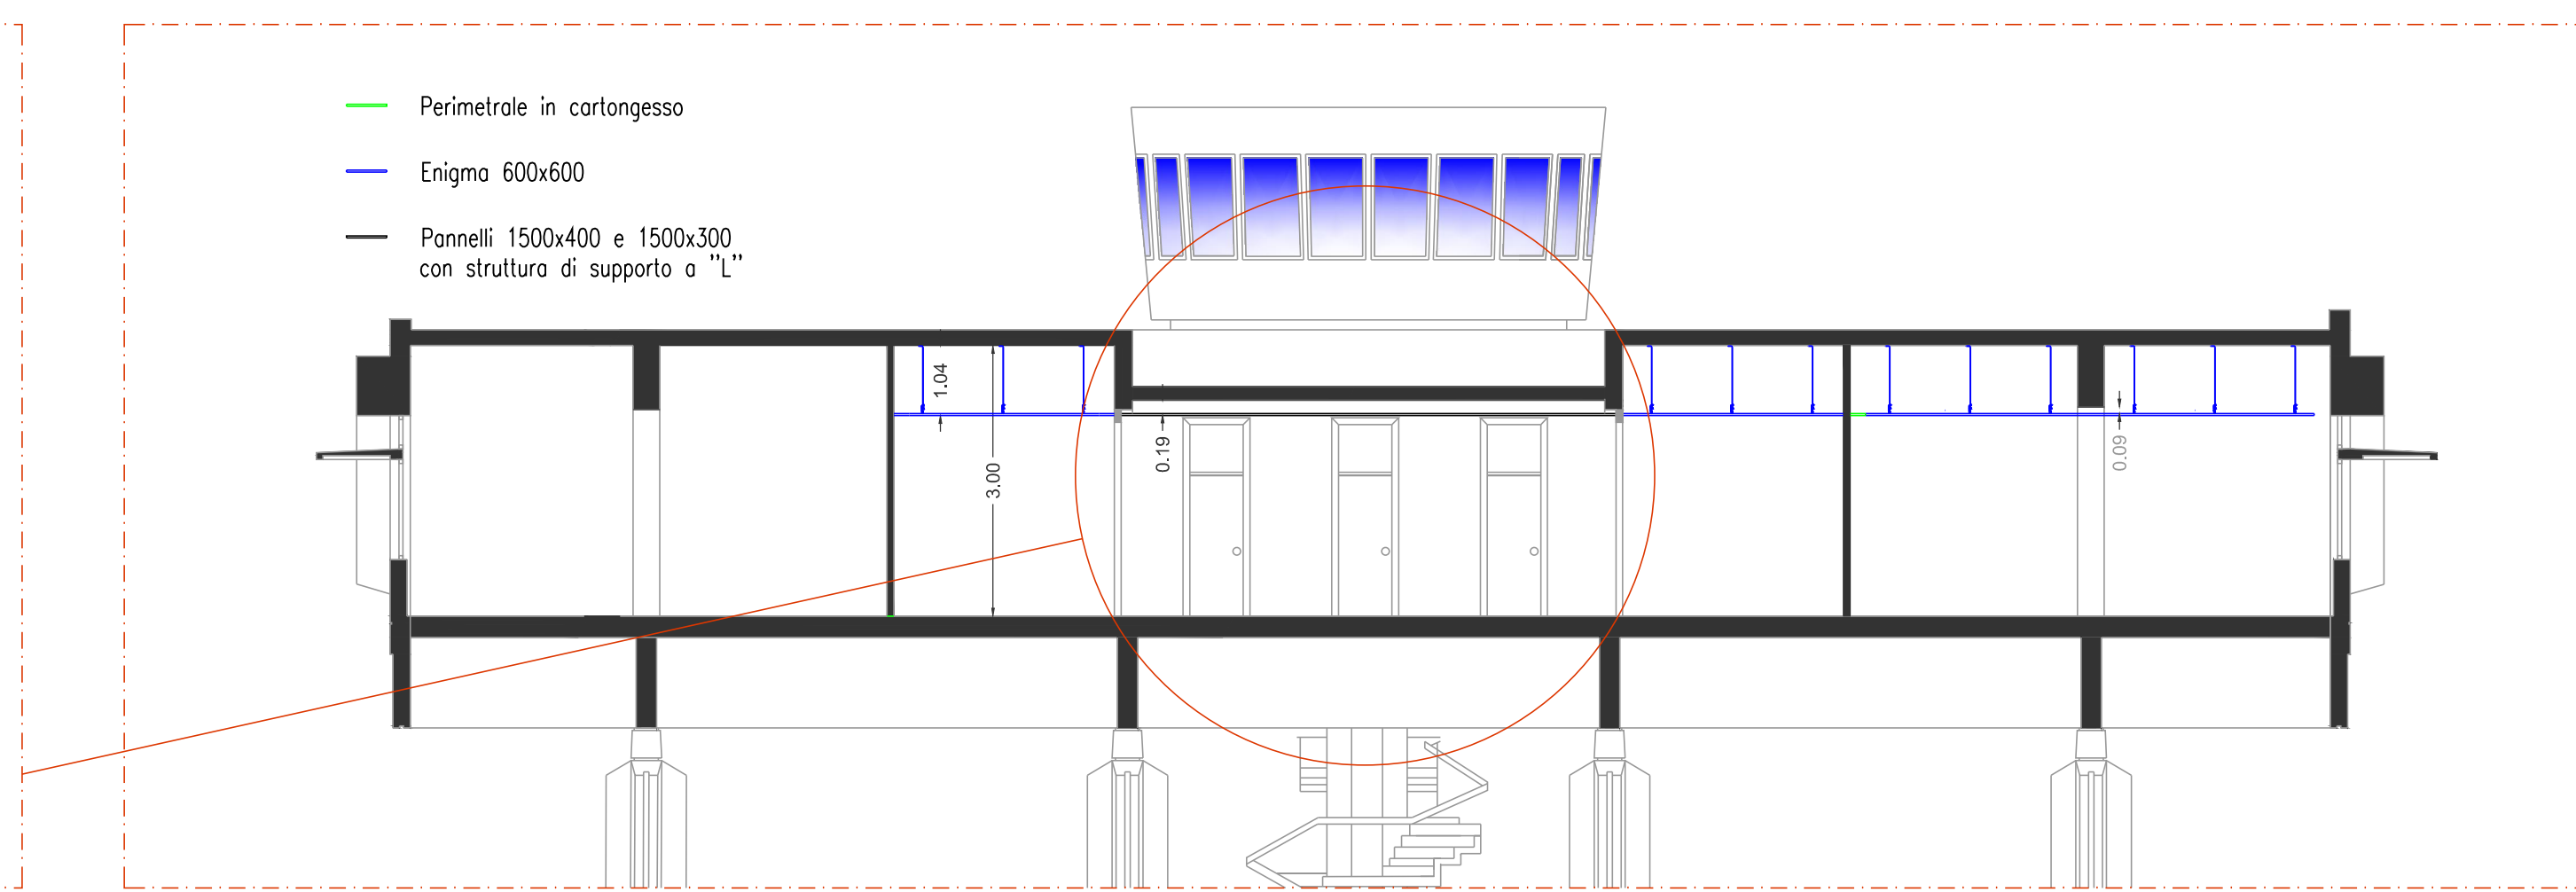 Perimetrale in cartongesso
Enigma 600x600
Pannelli 1500x400 e 1500x300
con struttura di supporto a "L"
1.04
3.00
0.19
0.09